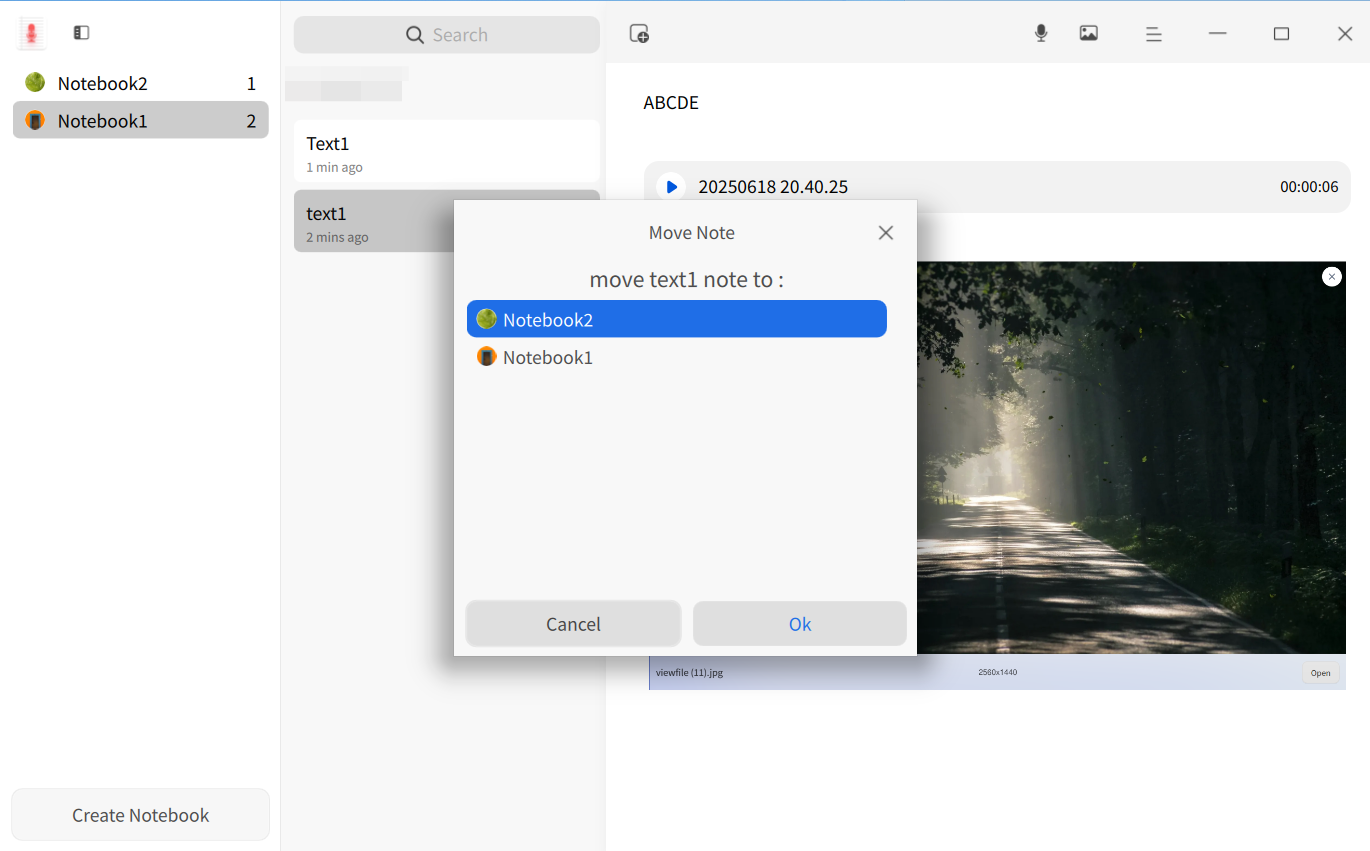 Notebook2 1
Notebook1 2
Create Notebook
Search
Text1
1 min ago
text1
2 mins ago
ABCDE
20250618 20.40.25 00:00:06
Move Note
move text1 note to :
Notebook2
Notebook1
Cancel Ok
viewfile (11).jpg 2560x1440 Open